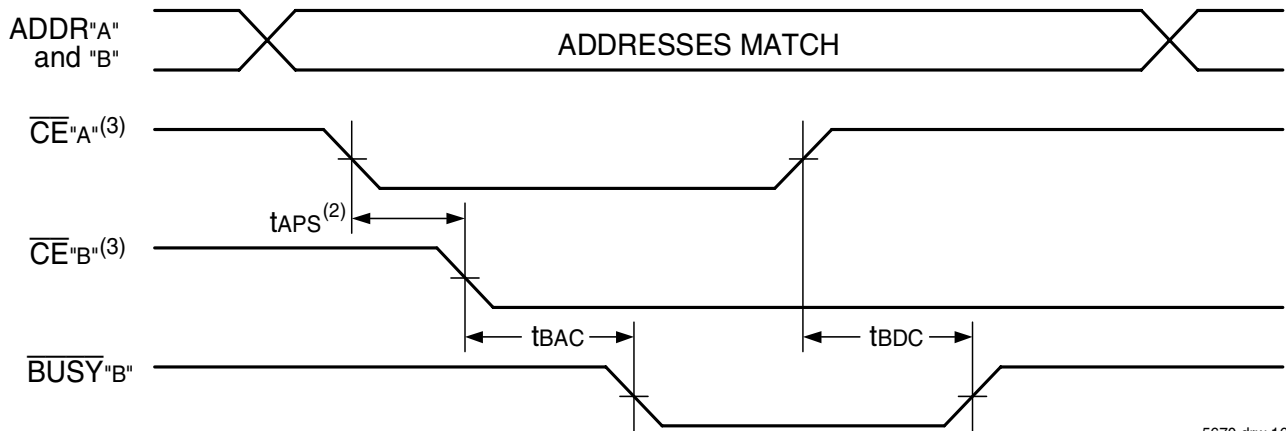 ADDR"A"
and "B"
ADDRESSES MATCH
CE"A"(3)
tAPS(2)
CE"B"(3)
tBAC
tBDC
BUSY"B"